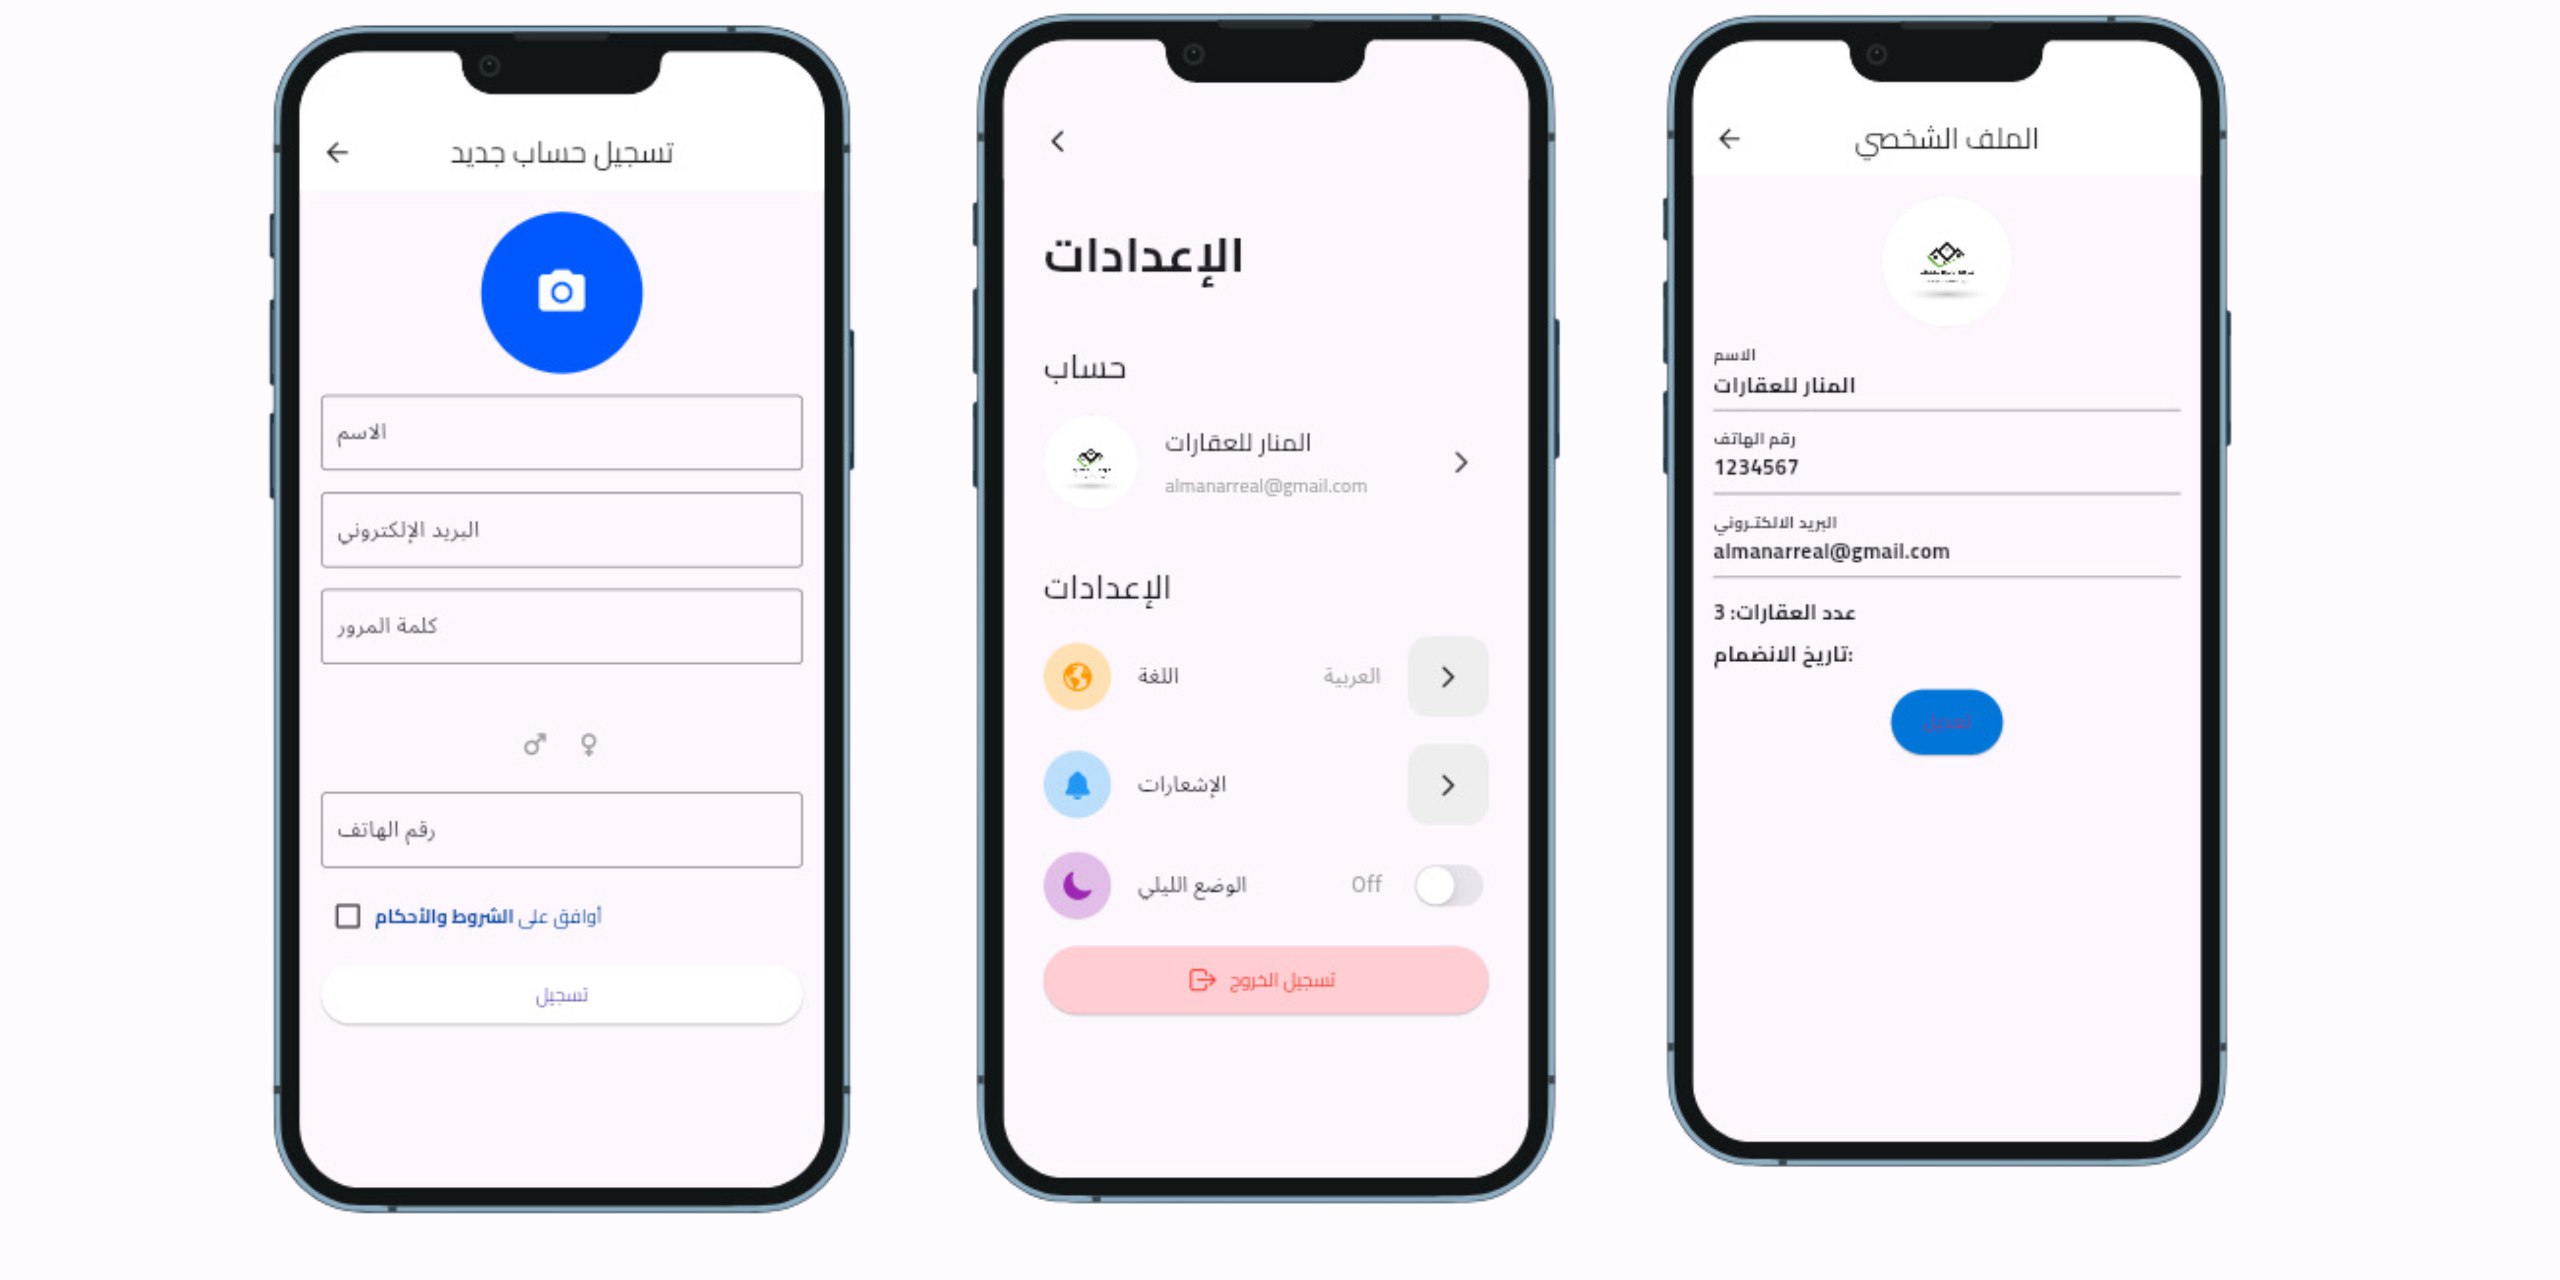 تسجيل حساب جديد
الاسم
البريد الإلكتروني
كلمة المرور
رقم الهاتف
أوافق على الشروط والأحكام
تسجيل
الإعدادات
حساب
المنار للعقارات
almanarreal@gmail.com
الإعدادات
اللغة العربية
الإشعارات
الوضع الليلي Off
تسجيل الخروج
الملف الشخصي
الاسم
المنار للعقارات
رقم الهاتف
1234567
البريد الالكتروني
almanarreal@gmail.com
عدد العقارات: 3
تاريخ الانضمام:
تعديل